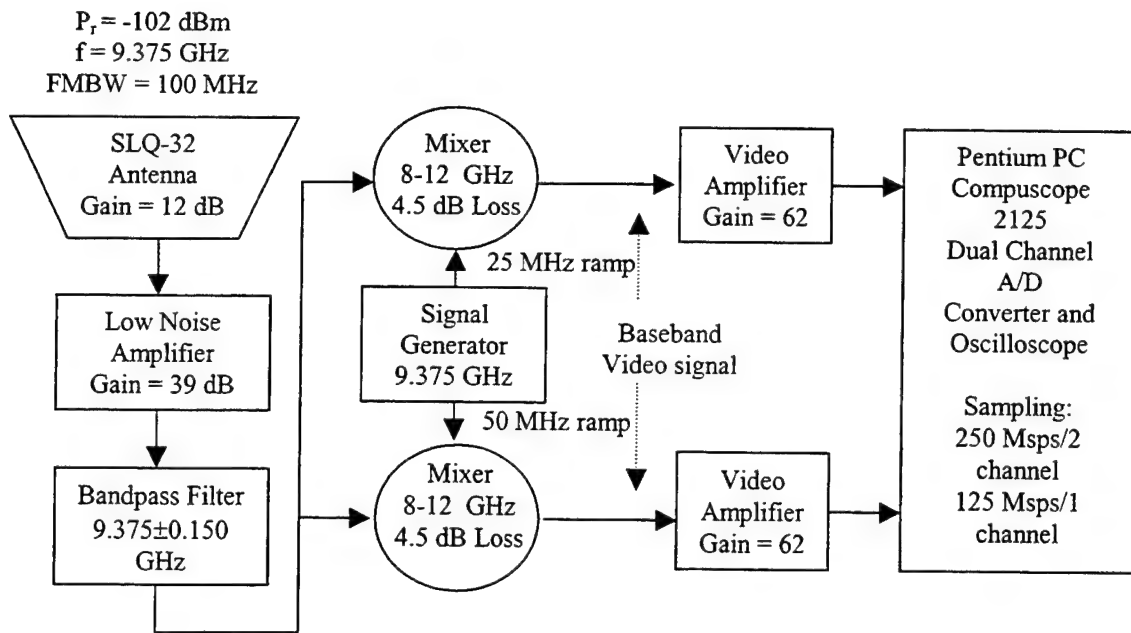 Pr = -102 dBm
f = 9.375 GHz
FMBW = 100 MHz
SLQ-32
Antenna
Gain = 12 dB
Low Noise
Amplifier
Gain = 39 dB
Bandpass Filter
9.375±0.150
GHz
Mixer
8-12 GHz
4.5 dB Loss
25 MHz ramp
Signal
Generator
9.375 GHz
50 MHz ramp
Mixer
8-12 GHz
4.5 dB Loss
Baseband
Video signal
Video
Amplifier
Gain = 62
Video
Amplifier
Gain = 62
Pentium PC
Compuscope
2125
Dual Channel
A/D
Converter and
Oscilloscope
Sampling:
250 Msps/2
channel
125 Msps/1
channel